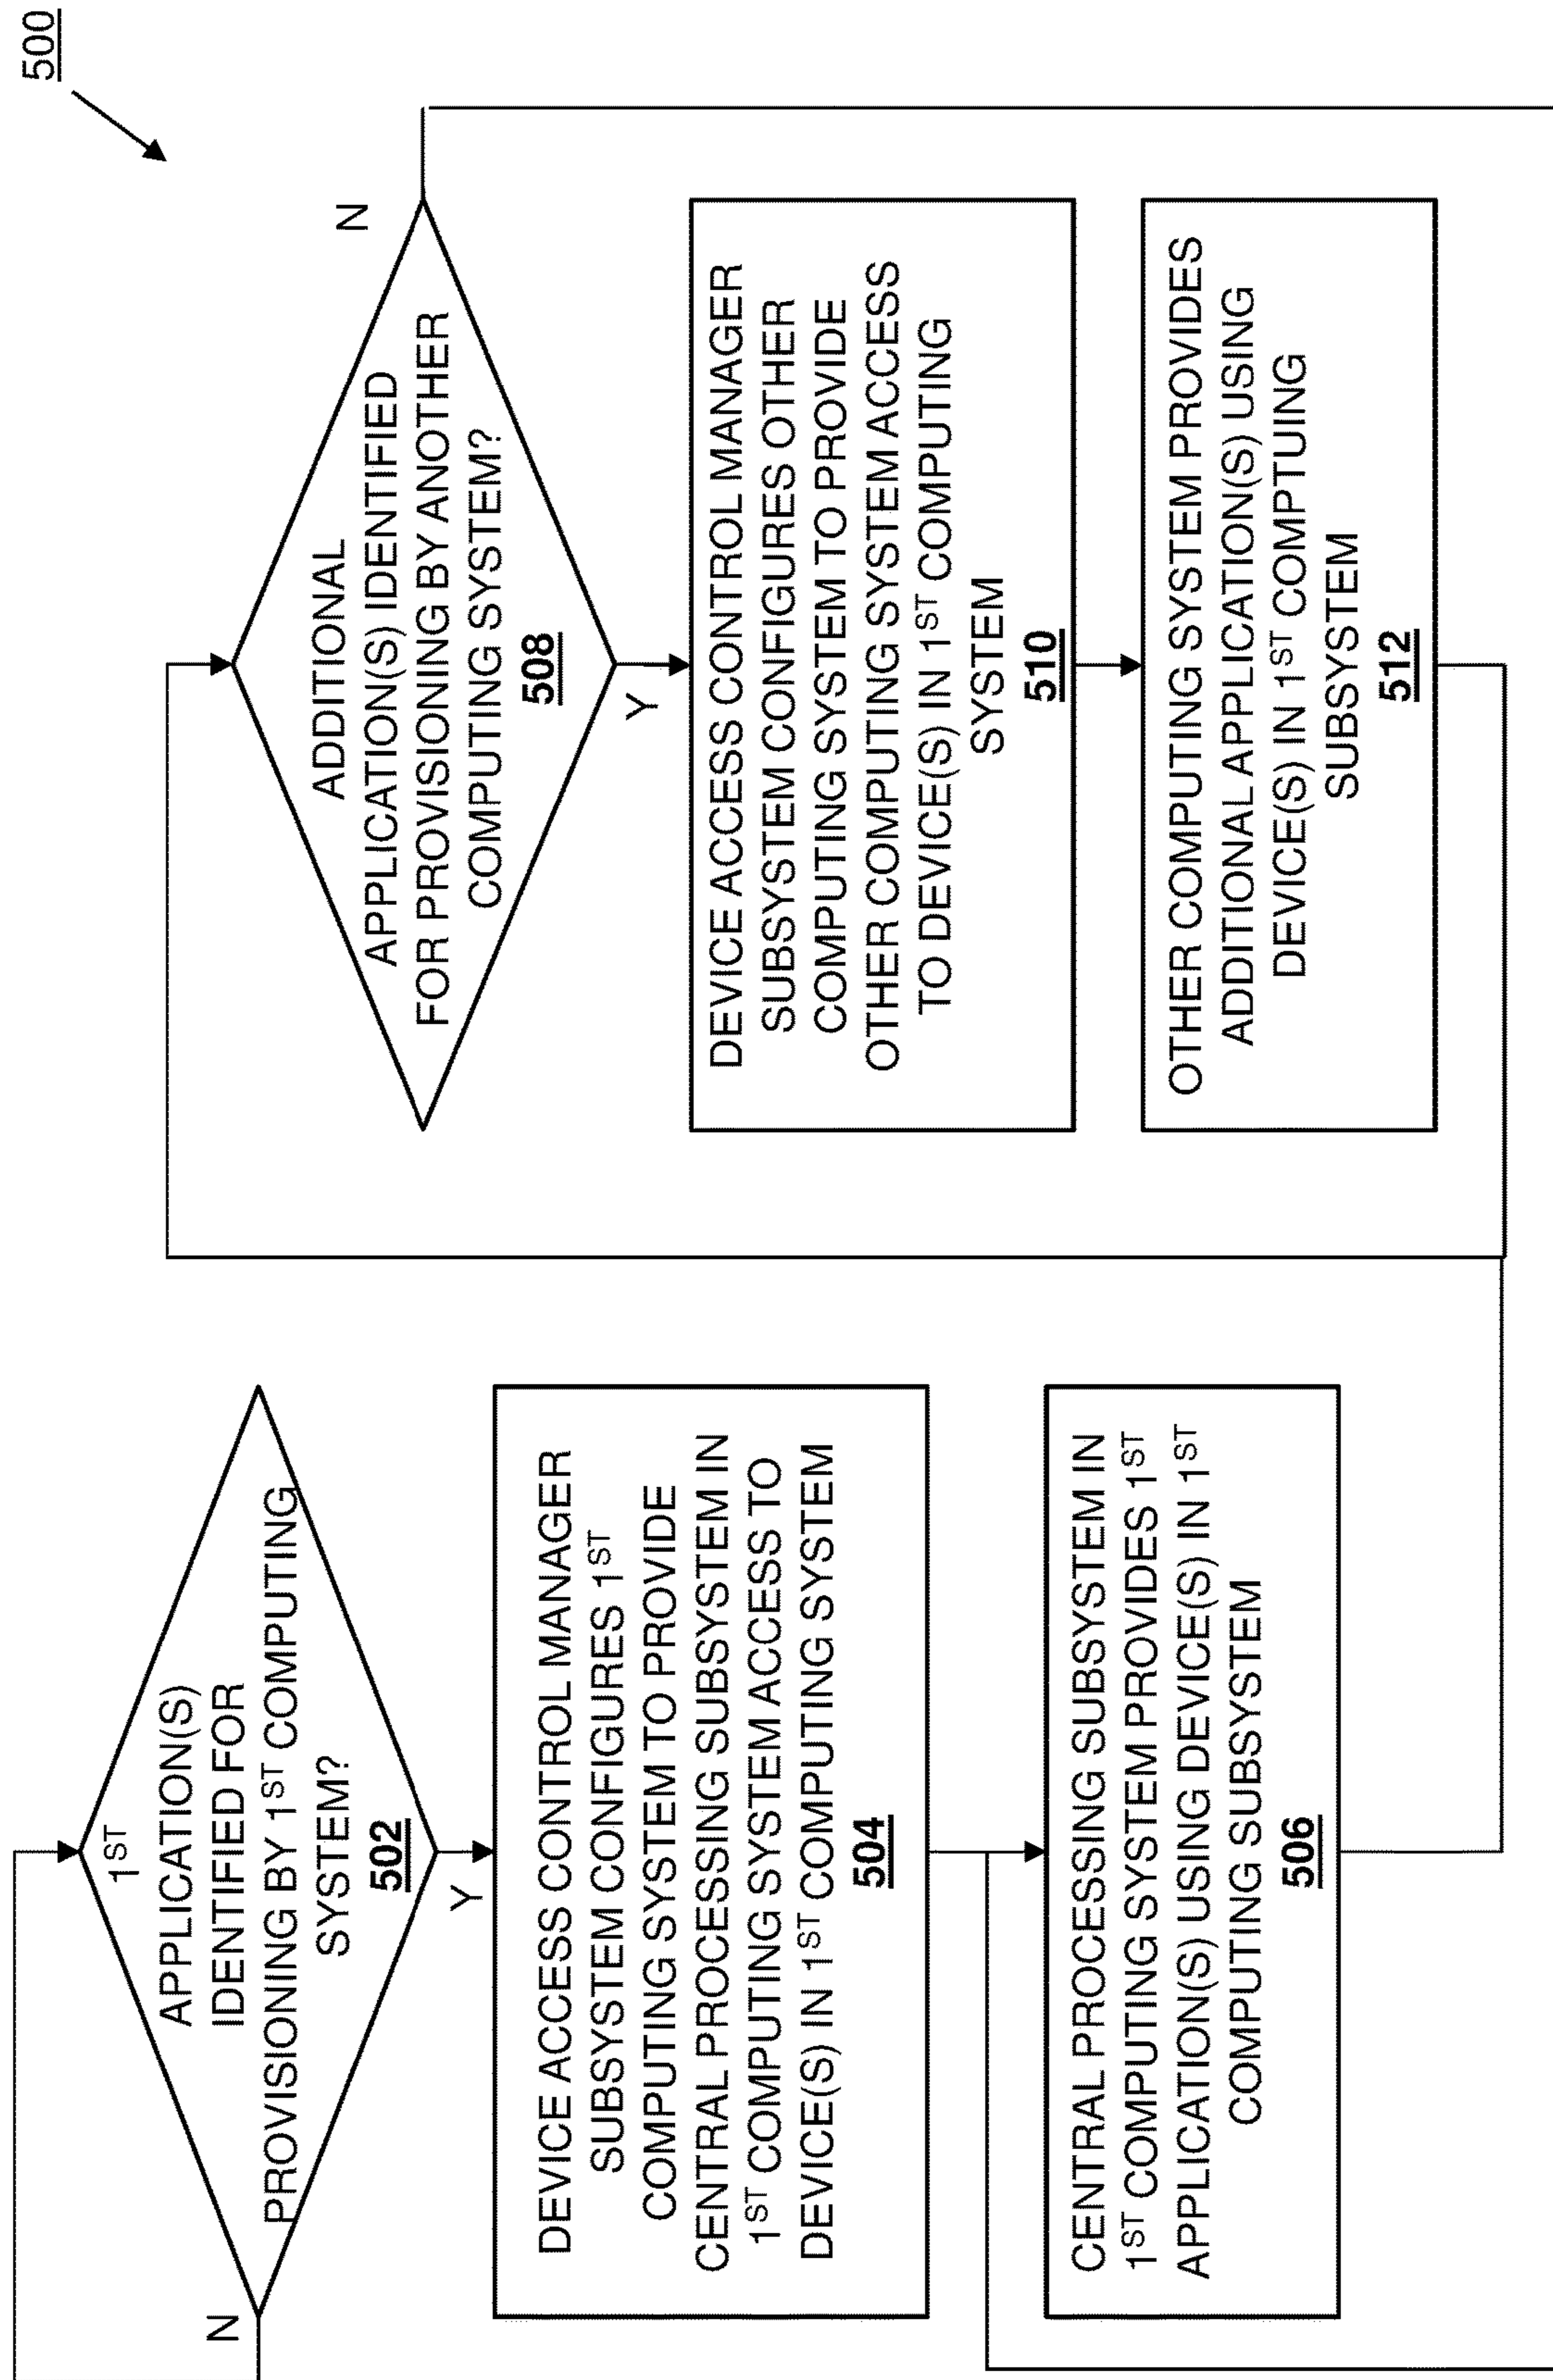 500
1ST
APPLICATION(S)
IDENTIFIED FOR
PROVISIONING BY 1ST COMPUTING
SYSTEM?
502
N
Y
DEVICE ACCESS CONTROL MANAGER
SUBSYSTEM CONFIGURES 1ST
COMPUTING SYSTEM TO PROVIDE
CENTRAL PROCESSING SUBSYSTEM IN
1ST COMPUTING SYSTEM ACCESS TO
DEVICE(S) IN 1ST COMPUTING SYSTEM
504
CENTRAL PROCESSING SUBSYSTEM IN
1ST COMPUTING SYSTEM PROVIDES 1ST
APPLICATION(S) USING DEVICE(S) IN 1ST
COMPUTING SUBSYSTEM
506
ADDITIONAL
APPLICATION(S) IDENTIFIED
FOR PROVISIONING BY ANOTHER
COMPUTING SYSTEM?
508
N
Y
DEVICE ACCESS CONTROL MANAGER
SUBSYSTEM CONFIGURES OTHER
COMPUTING SYSTEM TO PROVIDE
OTHER COMPUTING SYSTEM ACCESS
TO DEVICE(S) IN 1ST COMPUTING
SYSTEM
510
OTHER COMPUTING SYSTEM PROVIDES
ADDITIONAL APPLICATION(S) USING
DEVICE(S) IN 1ST COMPTUING
SUBSYSTEM
512